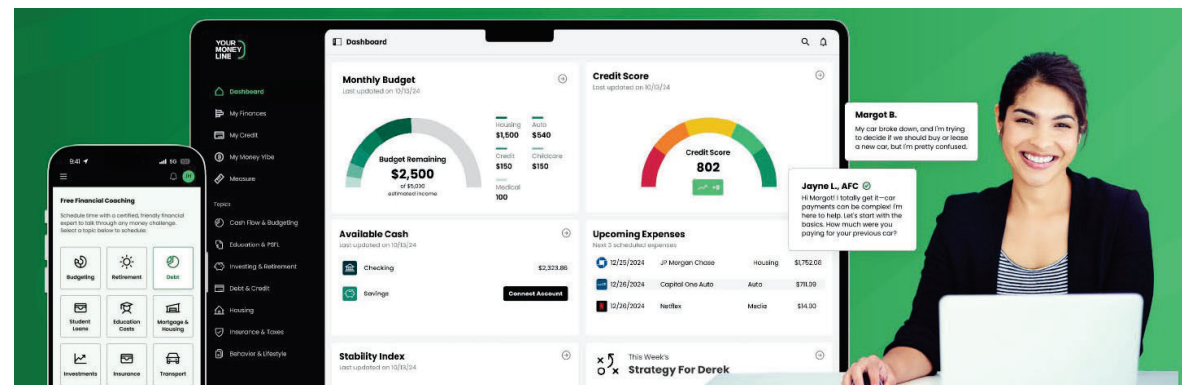 9:41
5G
Free Financial Coaching
Schedule time with a certified, friendly financial
expert to talk through any money challenge.
Select a topic below to schedule:
Budgeting
Retirement
Debt
Student
Loans
Education
Costs
Mortgage &
Housing
Investments
Insurance
Transport
YOUR
MONEY
LINE
Dashboard
My Finances
My Credit
My Money Vibe
Measure
Topics
Cash Flow & Budgeting
Education & PSFL
Investing & Retirement
Debt & Credit
Housing
Insurance & Taxes
Behavior & Lifestyle
Dashboard
Monthly Budget
Last updated on 10/13/24
Budget Remaining
$2,500
of $5,000
estimated income
Housing
$1,500
Auto
$540
Credit
$150
Childcare
$150
Medical
100
Credit Score
Last updated on 10/13/24
Credit Score
802
+8
Available Cash
Last updated on 10/13/24
Checking
$2,323.86
Savings
Connect Account
Upcoming Expenses
Next 3 scheduled expenses
12/25/2024 JP Morgan Chase Housing $1,752.08
12/26/2024 Capital One Auto Auto $711.99
12/26/2024 Netflex Media $14.00
Stability Index
Last updated on 10/13/24
This Week's
Strategy For Derek
Margot B.
My car broke down, and I'm trying
to decide if we should buy or lease
a new car, but I'm pretty confused.
Jayne L., AFC
Hi Margot! I totally get it—car
payments can be complex! I'm
here to help. Let's start with the
basics. How much were you
paying for your previous car?